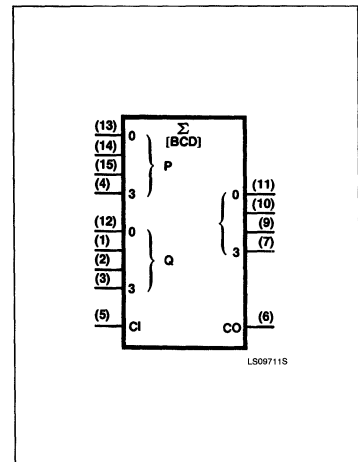 Σ
[BCD]
(13) 0
(14)
(15) P
(4) 3
(12) 0
(1)
(2) Q
(3) 3
(5) CI
0 (11)
(10)
(9)
3 (7)
CO (6)
LS09711S